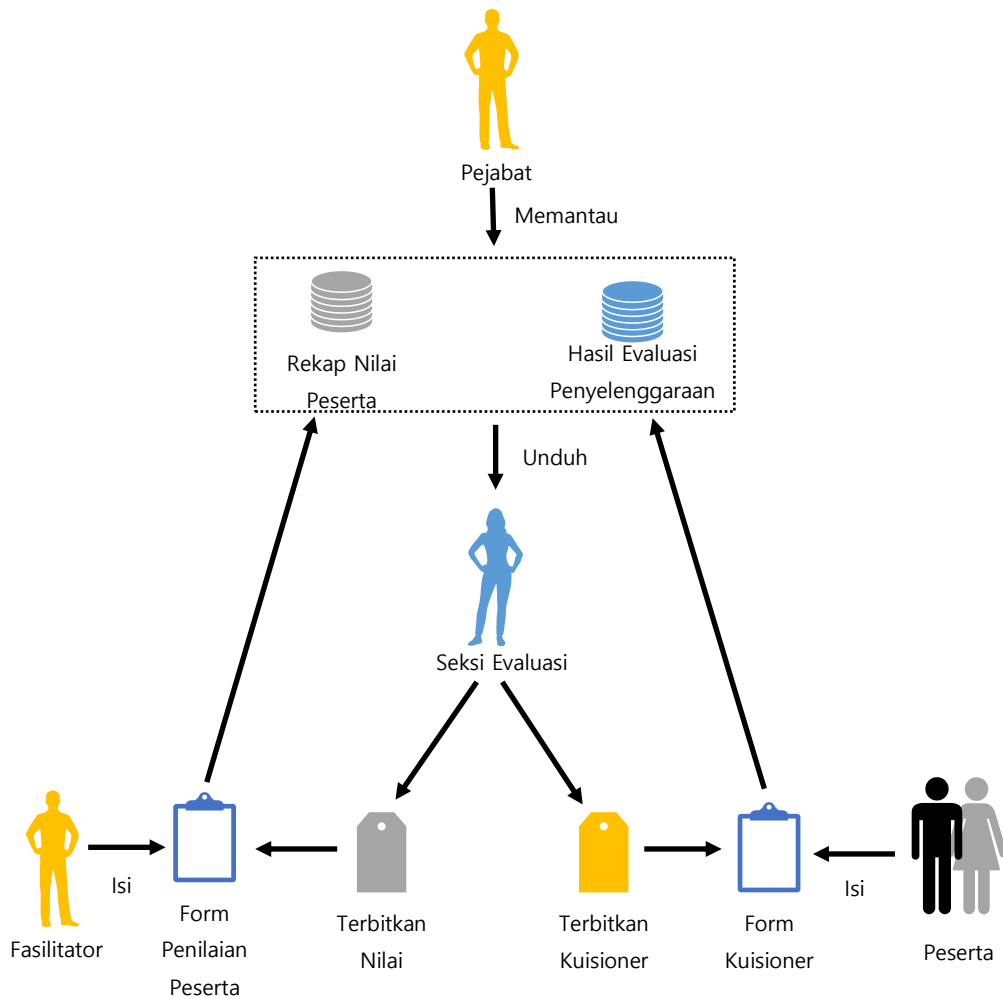 Pejabat
Memantau
Rekap Nilai
Peserta
Hasil Evaluasi
Penyelenggaraan
Unduh
Seksi Evaluasi
Isi
Fasilitator
Form
Penilaian
Peserta
Terbitkan
Nilai
Terbitkan
Kuisioner
Form
Kuisioner
Isi
Peserta